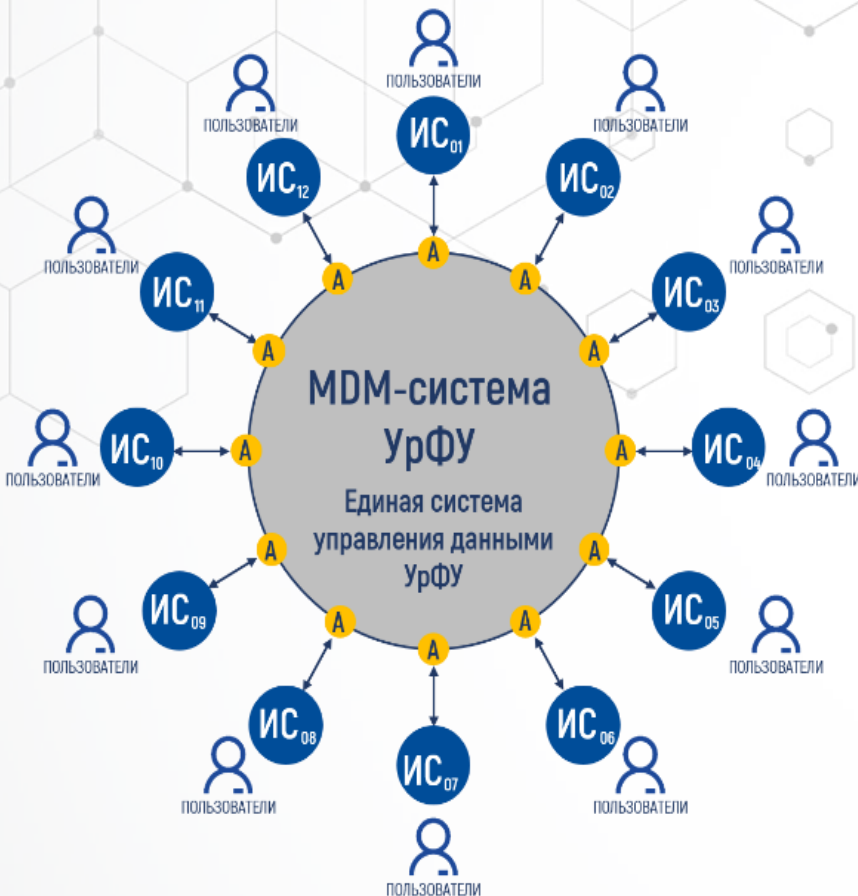 ПОЛЬЗОВАТЕЛИ
ИС01
ПОЛЬЗОВАТЕЛИ
ИС12
ПОЛЬЗОВАТЕЛИ
ИС02
ПОЛЬЗОВАТЕЛИ
ИС11
ПОЛЬЗОВАТЕЛИ
ИС03
ПОЛЬЗОВАТЕЛИ
ИС10
ПОЛЬЗОВАТЕЛИ
ИС04
ПОЛЬЗОВАТЕЛИ
ИС09
ПОЛЬЗОВАТЕЛИ
ИС05
ПОЛЬЗОВАТЕЛИ
ИС08
ПОЛЬЗОВАТЕЛИ
ИС06
ПОЛЬЗОВАТЕЛИ
ИС07
ПОЛЬЗОВАТЕЛИ
А
А
А
А
А
А
А
А
А
А
А
А
MDM-система
УрФУ
Единая система
управления данными
УрФУ